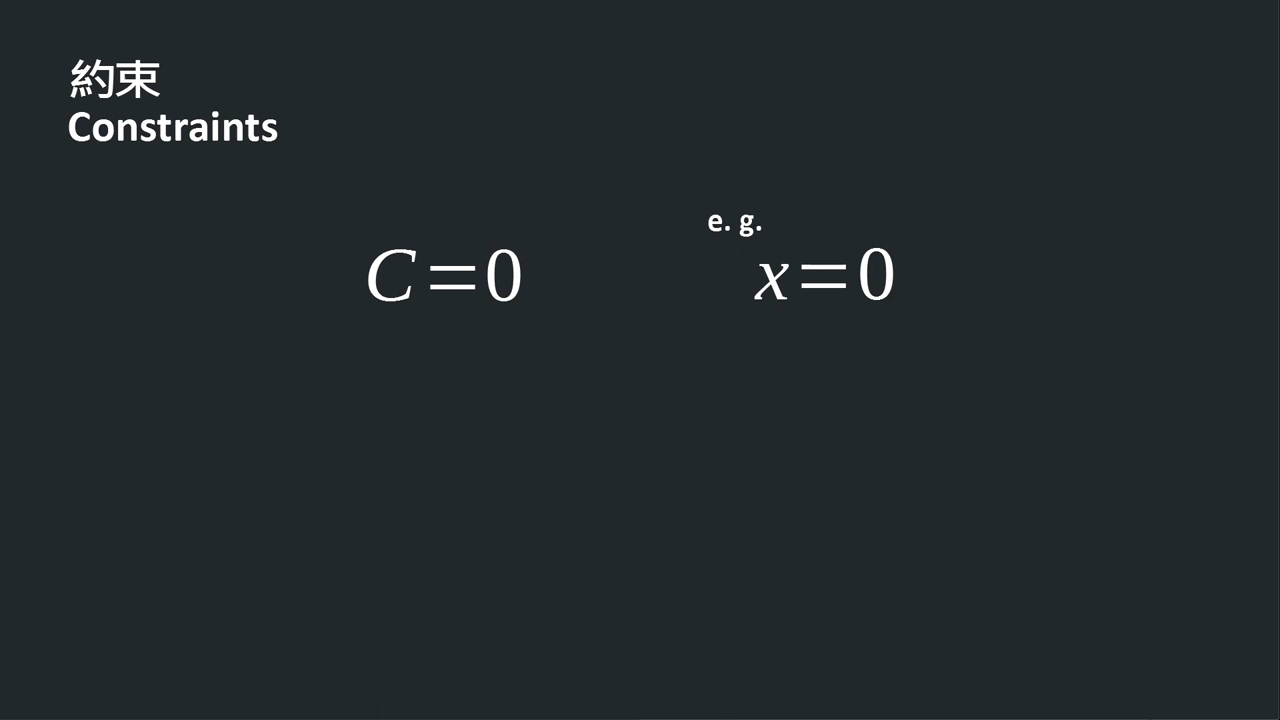 約束
Constraints
e. g.
C=0
x=0